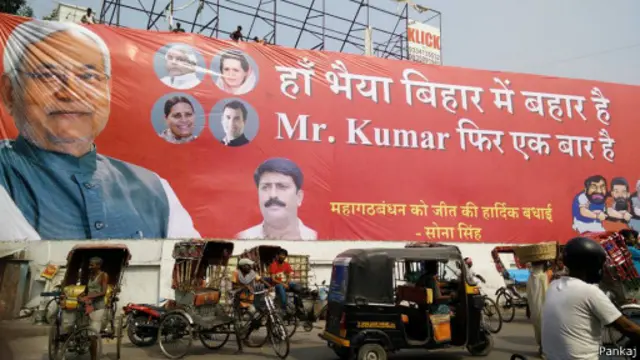 KLICK
हाँ भैया बिहार में बहार है
Mr. Kumar फिर एक बार है
महागठबंधन को जीत की हार्दिक बधाई
- सोना सिंह
Pankaj